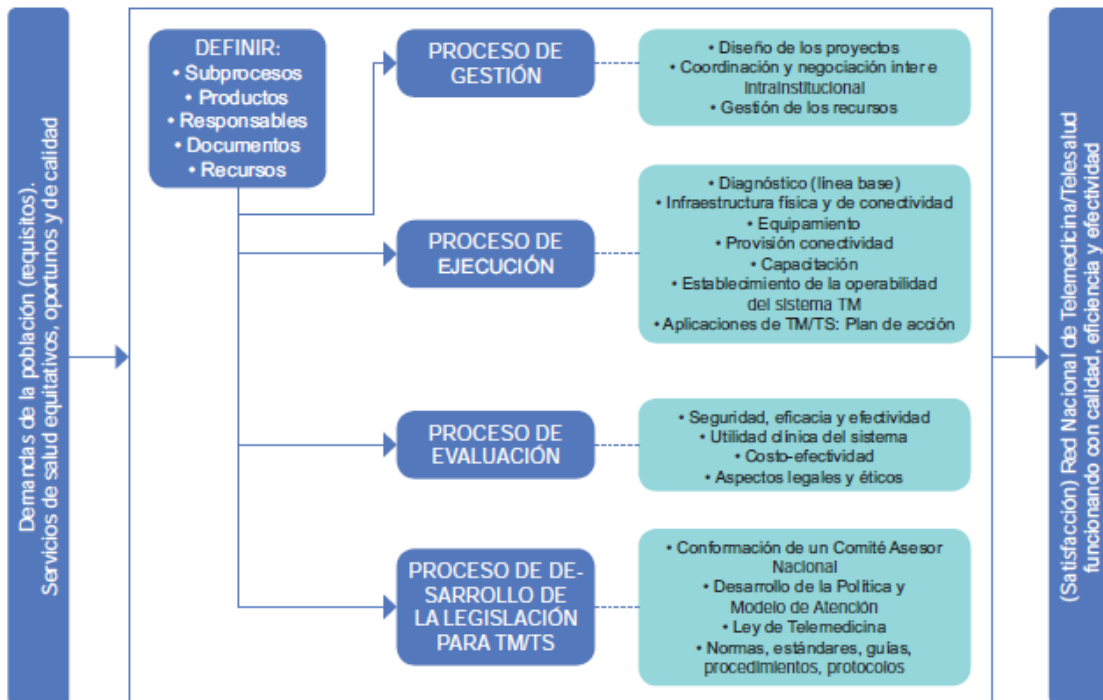 Demandas de la población (requisitos).
Servicios de salud equitativos, oportunos y de calidad
DEFINIR:
• Subprocesos
• Productos
• Responsables
• Documentos
• Recursos
PROCESO DE
GESTIÓN
• Diseño de los proyectos
• Coordinación y negociación inter e
intrainstitucional
• Gestión de los recursos
PROCESO DE
EJECUCIÓN
• Diagnóstico (línea base)
• Infraestructura física y de conectividad
• Equipamiento
• Provisión conectividad
• Capacitación
• Establecimiento de la operabilidad
del sistema TM
• Aplicaciones de TM/TS: Plan de acción
PROCESO DE
EVALUACIÓN
• Seguridad, eficacia y efectividad
• Utilidad clínica del sistema
• Costo-efectividad
• Aspectos legales y éticos
PROCESO DE DE-
SARROLLO DE
LA LEGISLACIÓN
PARA TM/TS
• Conformación de un Comité Asesor
Nacional
• Desarrollo de la Política y
Modelo de Atención
• Ley de Telemedicina
• Normas, estándares, guías,
procedimientos, protocolos
(Satisfacción) Red Nacional de Telemedicina/Telesalud
funcionando con calidad, eficiencia y efectividad